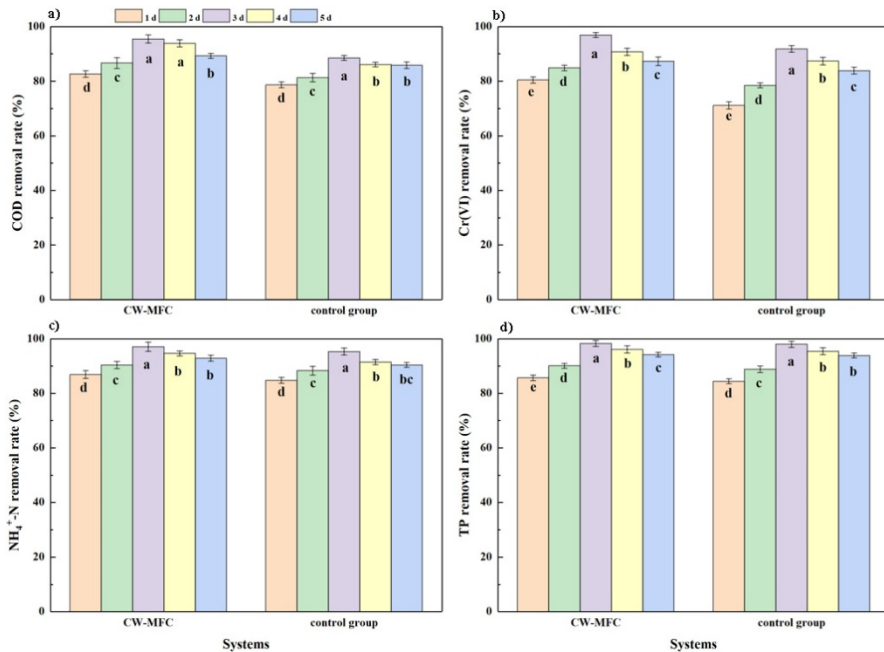 a)
1 d 2 d 3 d 4 d 5 d
100
80
60
40
20
0
COD removal rate (%)
d c a a b
d c a b b
CW-MFC control group
b)
100
80
60
40
20
0
Cr(VI) removal rate (%)
e d a b c
e d a b c
CW-MFC control group
c)
100
80
60
40
20
0
NH₄⁺-N removal rate (%)
d c a b b
d c a b bc
CW-MFC control group
Systems
d)
100
80
60
40
20
0
TP removal rate (%)
e d a b c
d c a b b
CW-MFC control group
Systems